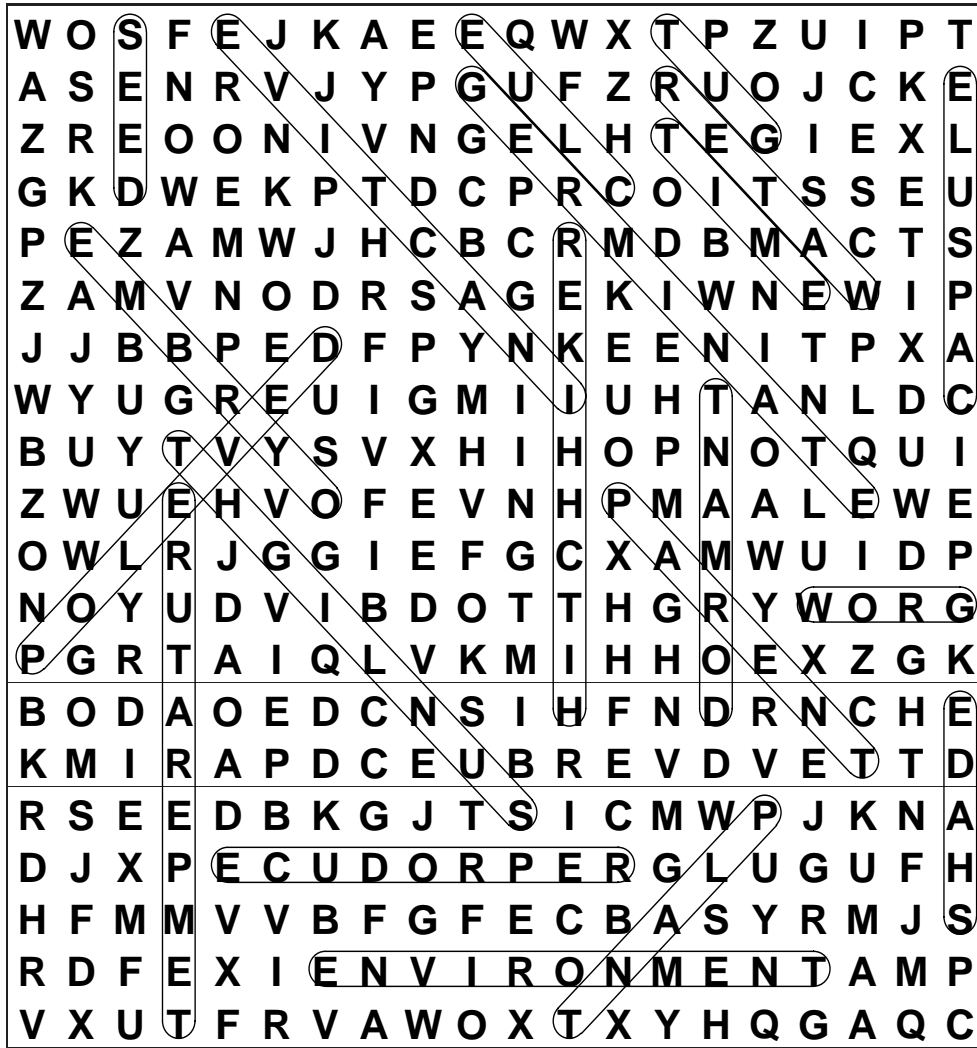 W O S F E J K A E E Q W X T P Z U I P T
A S E N R V J Y P G U F Z R U O J C K E
Z R E O O N I V N G E L H T E G I E X L
G K D W E K P T D C P R C O I T S S E U
P E Z A M W J H C B C R M D B M A C T S
Z A M V N O D R S A G E K I W N E W I P
J J B B P E D F P Y N K E E N I T P X A
W Y U G R E U I G M I I U H T A N L D C
B U Y T V Y S V X H I H O P N O T Q U I
Z W U E H V O F E V N H P M A A L E W E
O W L R J G G I E F G C X A M W U I D P
N O Y U D V I B D O T T H G R Y W O R G
P G R T A I Q L V K M I H H O E X Z G K
B O D A O E D C N S I H F N D R N C H E
K M I R A P D C E U B R E V D V E T T D
R S E E D B K G J T S I C M W P J K N A
D J X P E C U D O R P E R G L U G U F H
H F M M V V B F G F E C B A S Y R M J S
R D F E X I E N V I R O N M E N T A M P
V X U T F R V A W O X T X Y H Q G A Q C